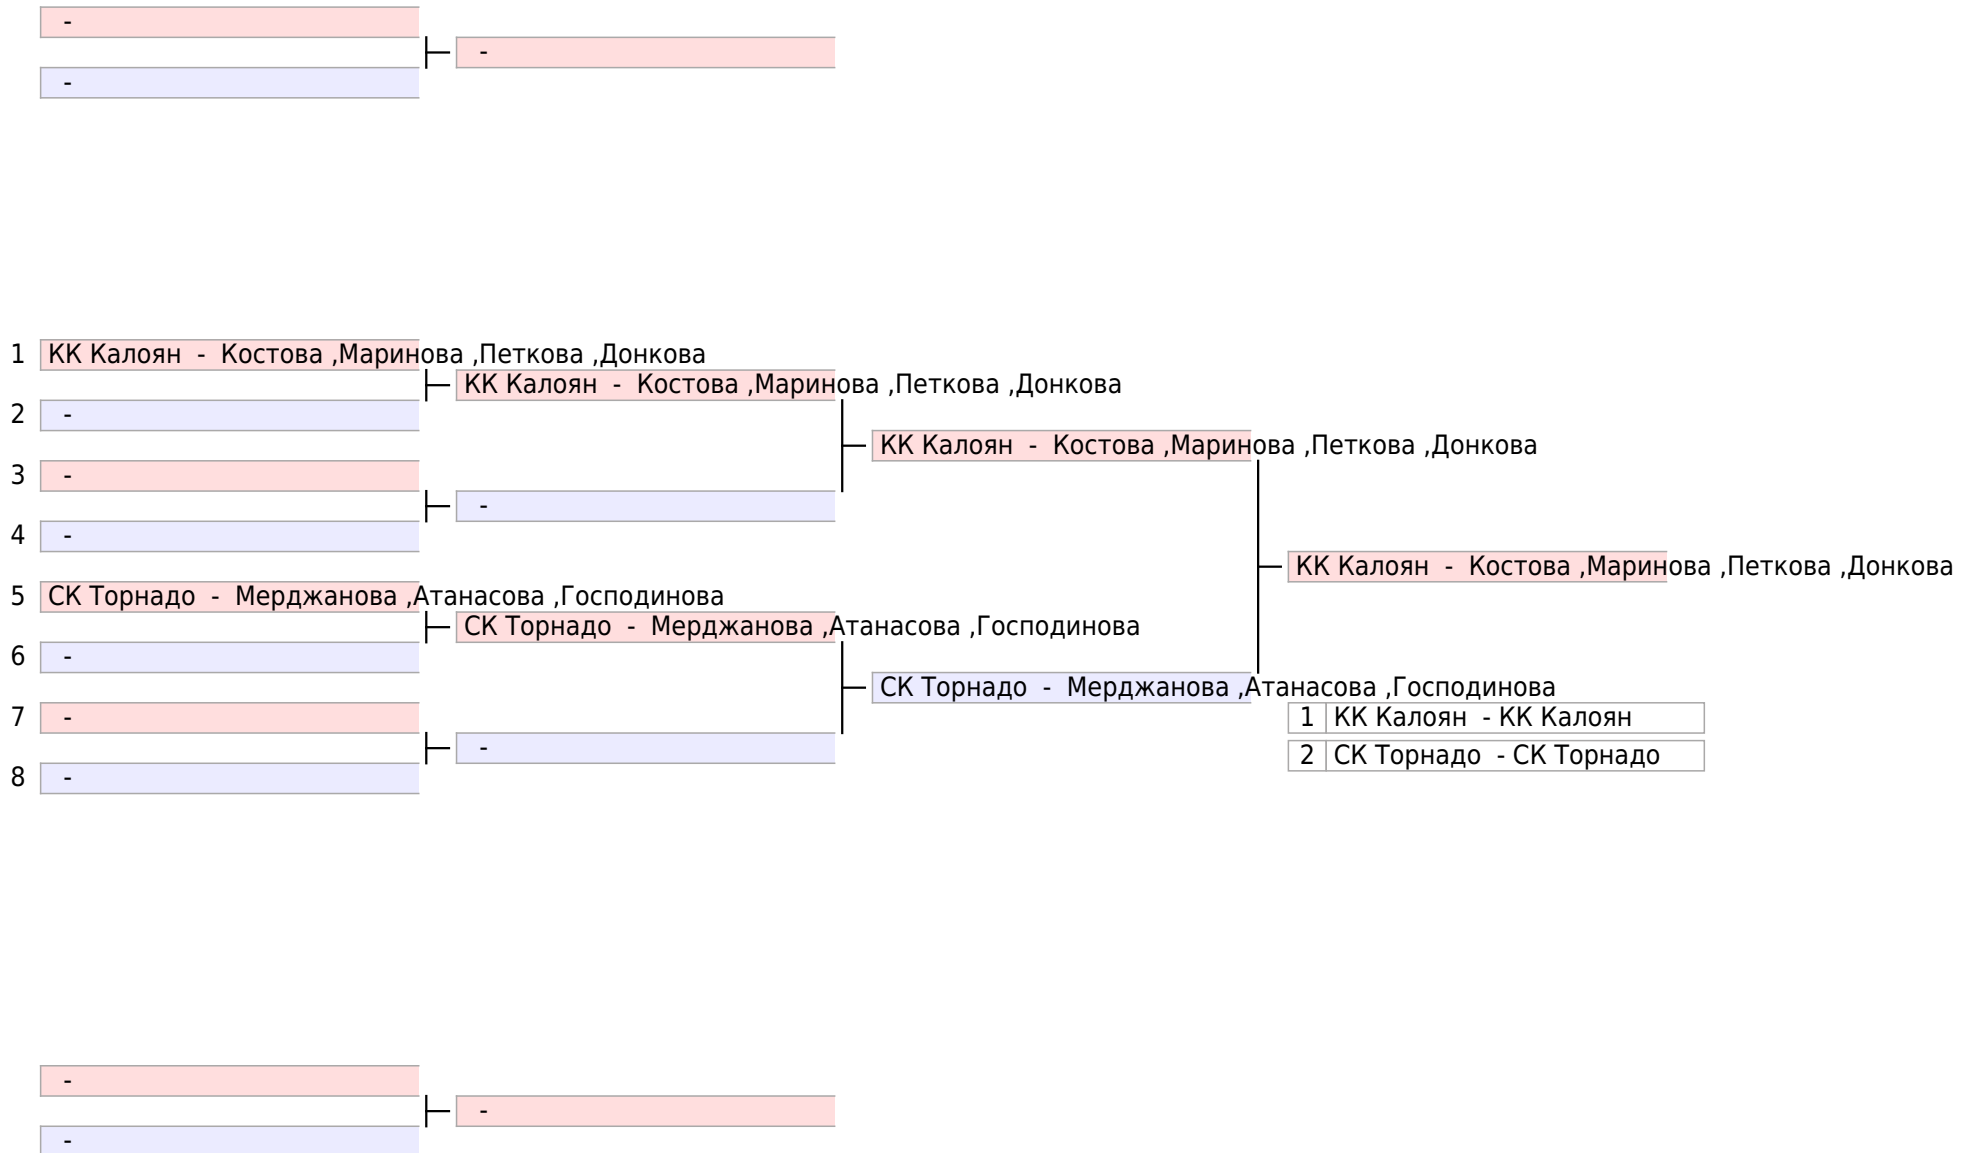 -
-
-
1 КК Калоян - Костова ,Маринова ,Петкова ,Донкова
КК Калоян - Костова ,Маринова ,Петкова ,Донкова
2 -
КК Калоян - Костова ,Маринова ,Петкова ,Донкова
3 -
-
4 -
КК Калоян - Костова ,Маринова ,Петкова ,Донкова
5 СК Торнадо - Мерджанова ,Атанасова ,Господинова
СК Торнадо - Мерджанова ,Атанасова ,Господинова
6 -
СК Торнадо - Мерджанова ,Атанасова ,Господинова
7 -
1 КК Калоян - КК Калоян
-
2 СК Торнадо - СК Торнадо
8 -
-
-
-